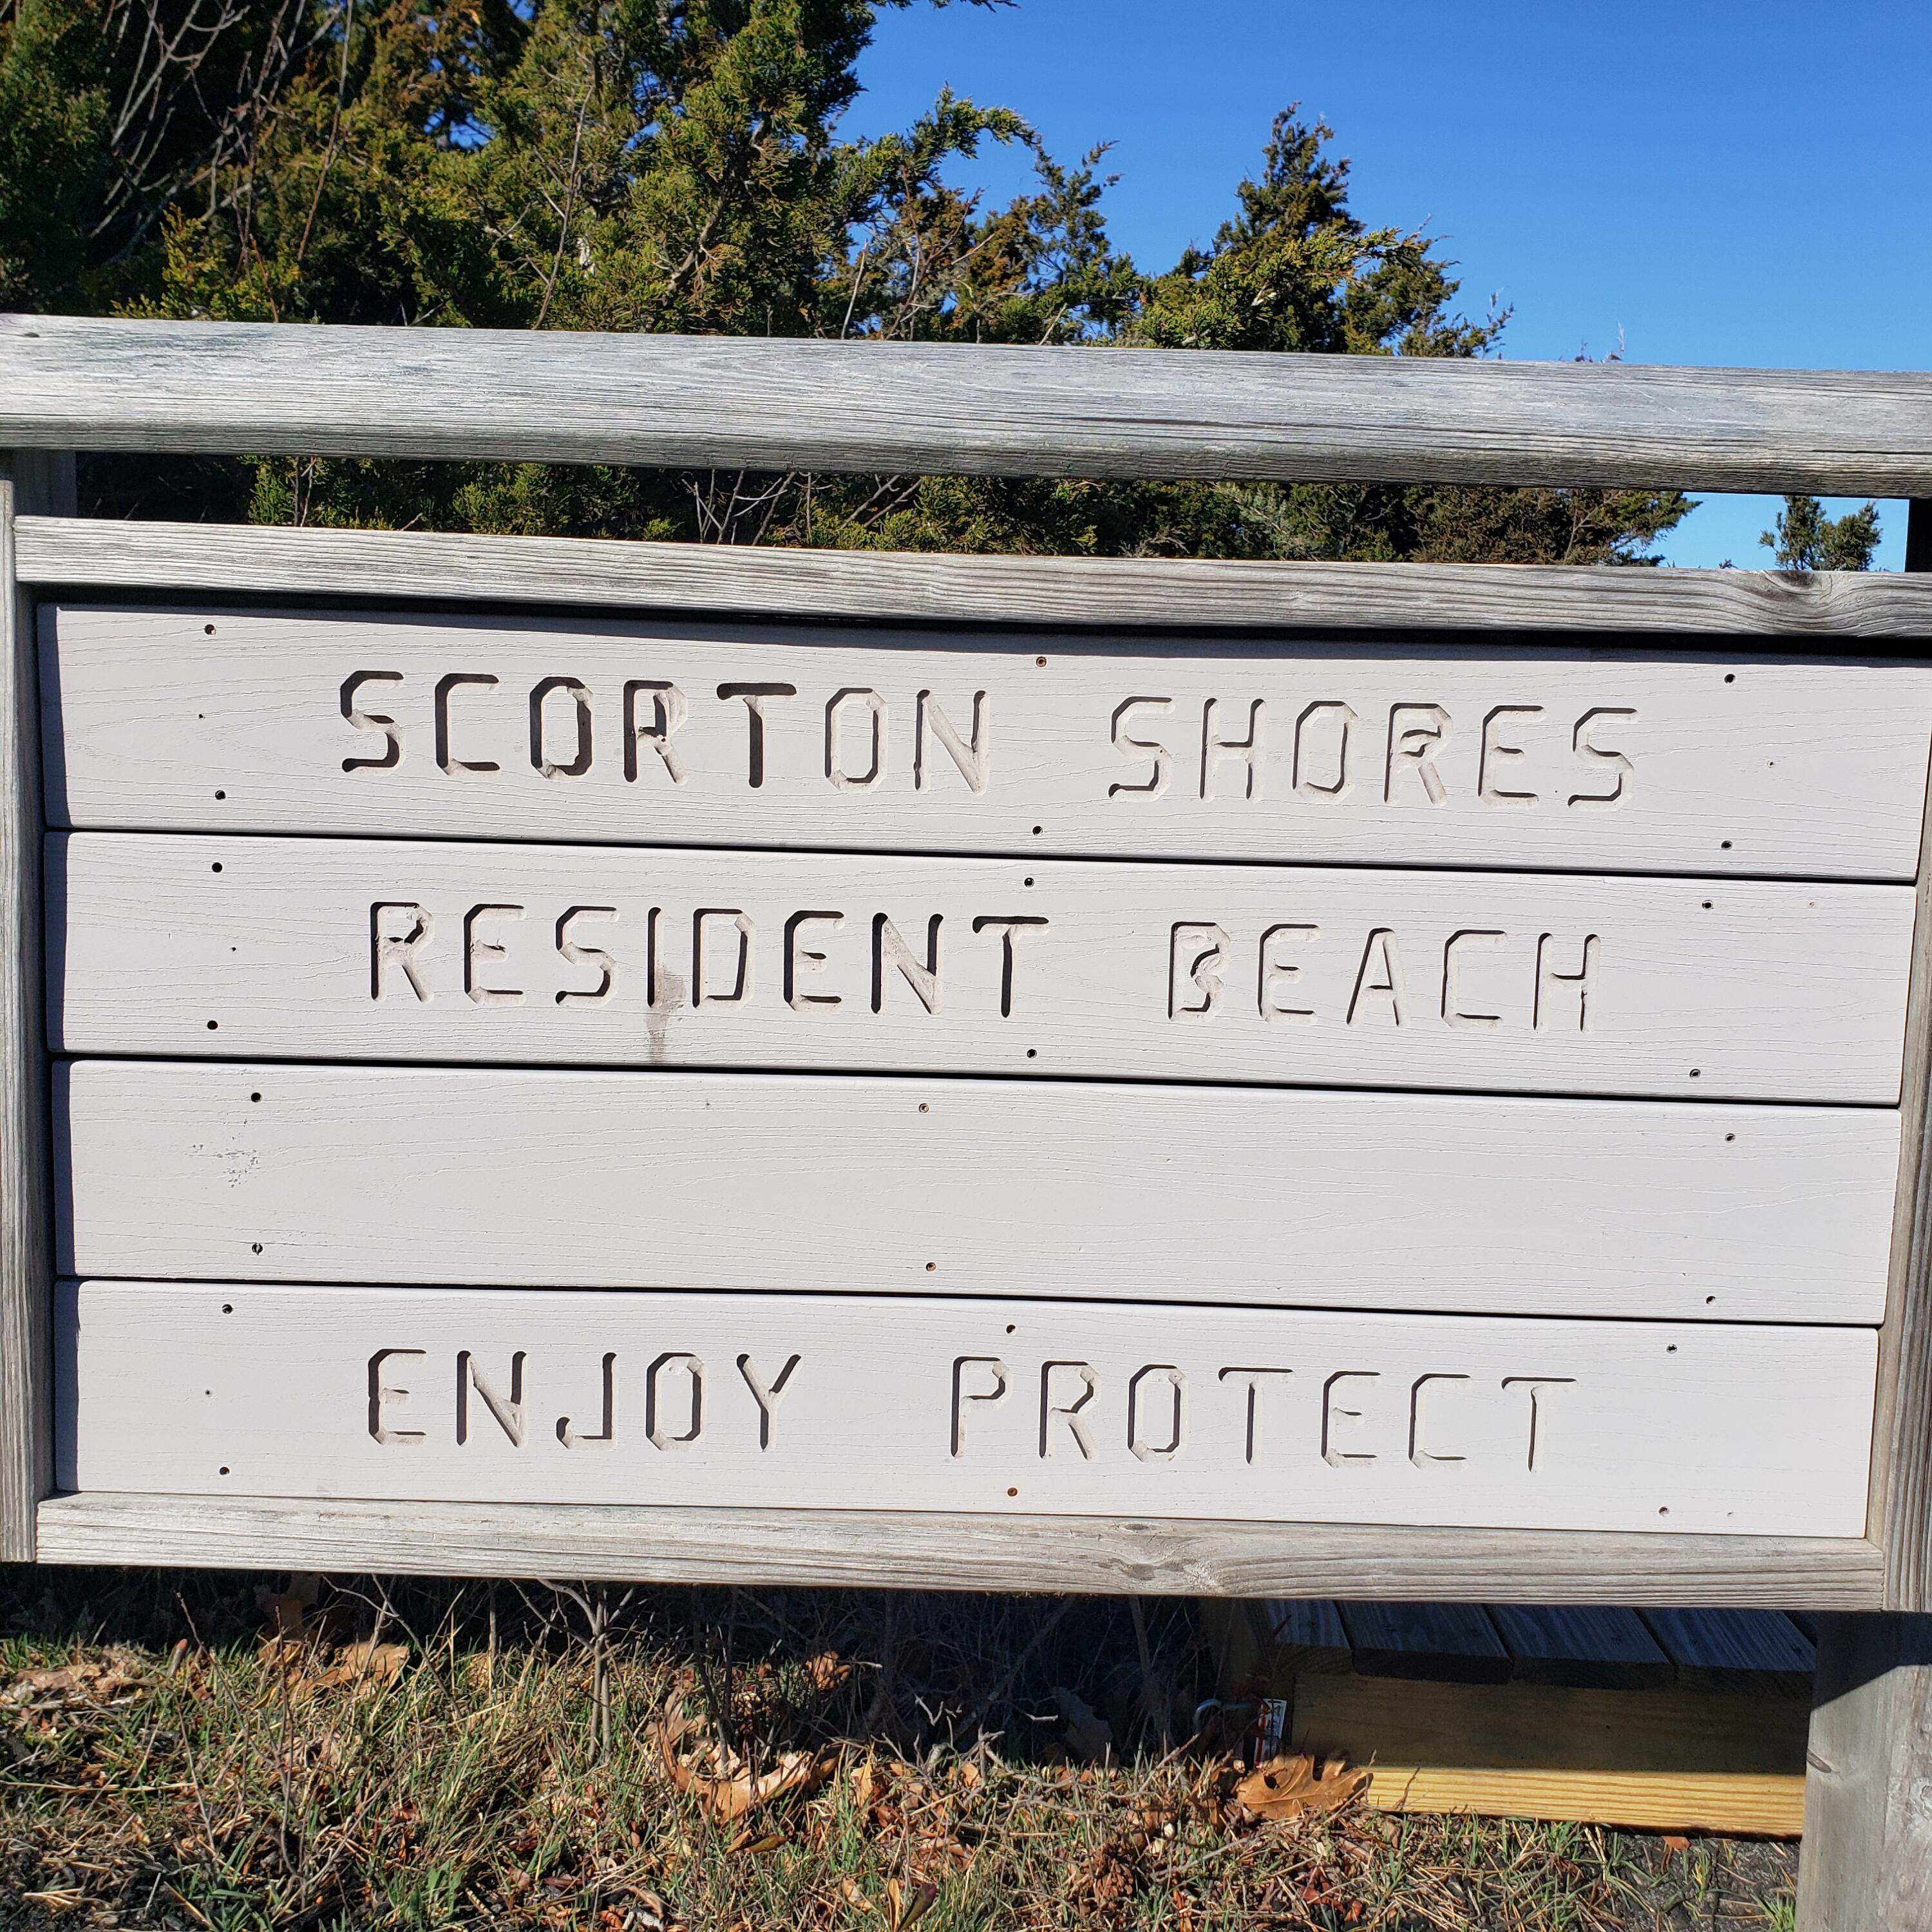 SCORTON SHORES
RESIDENT BEACH
ENJOY PROTECT